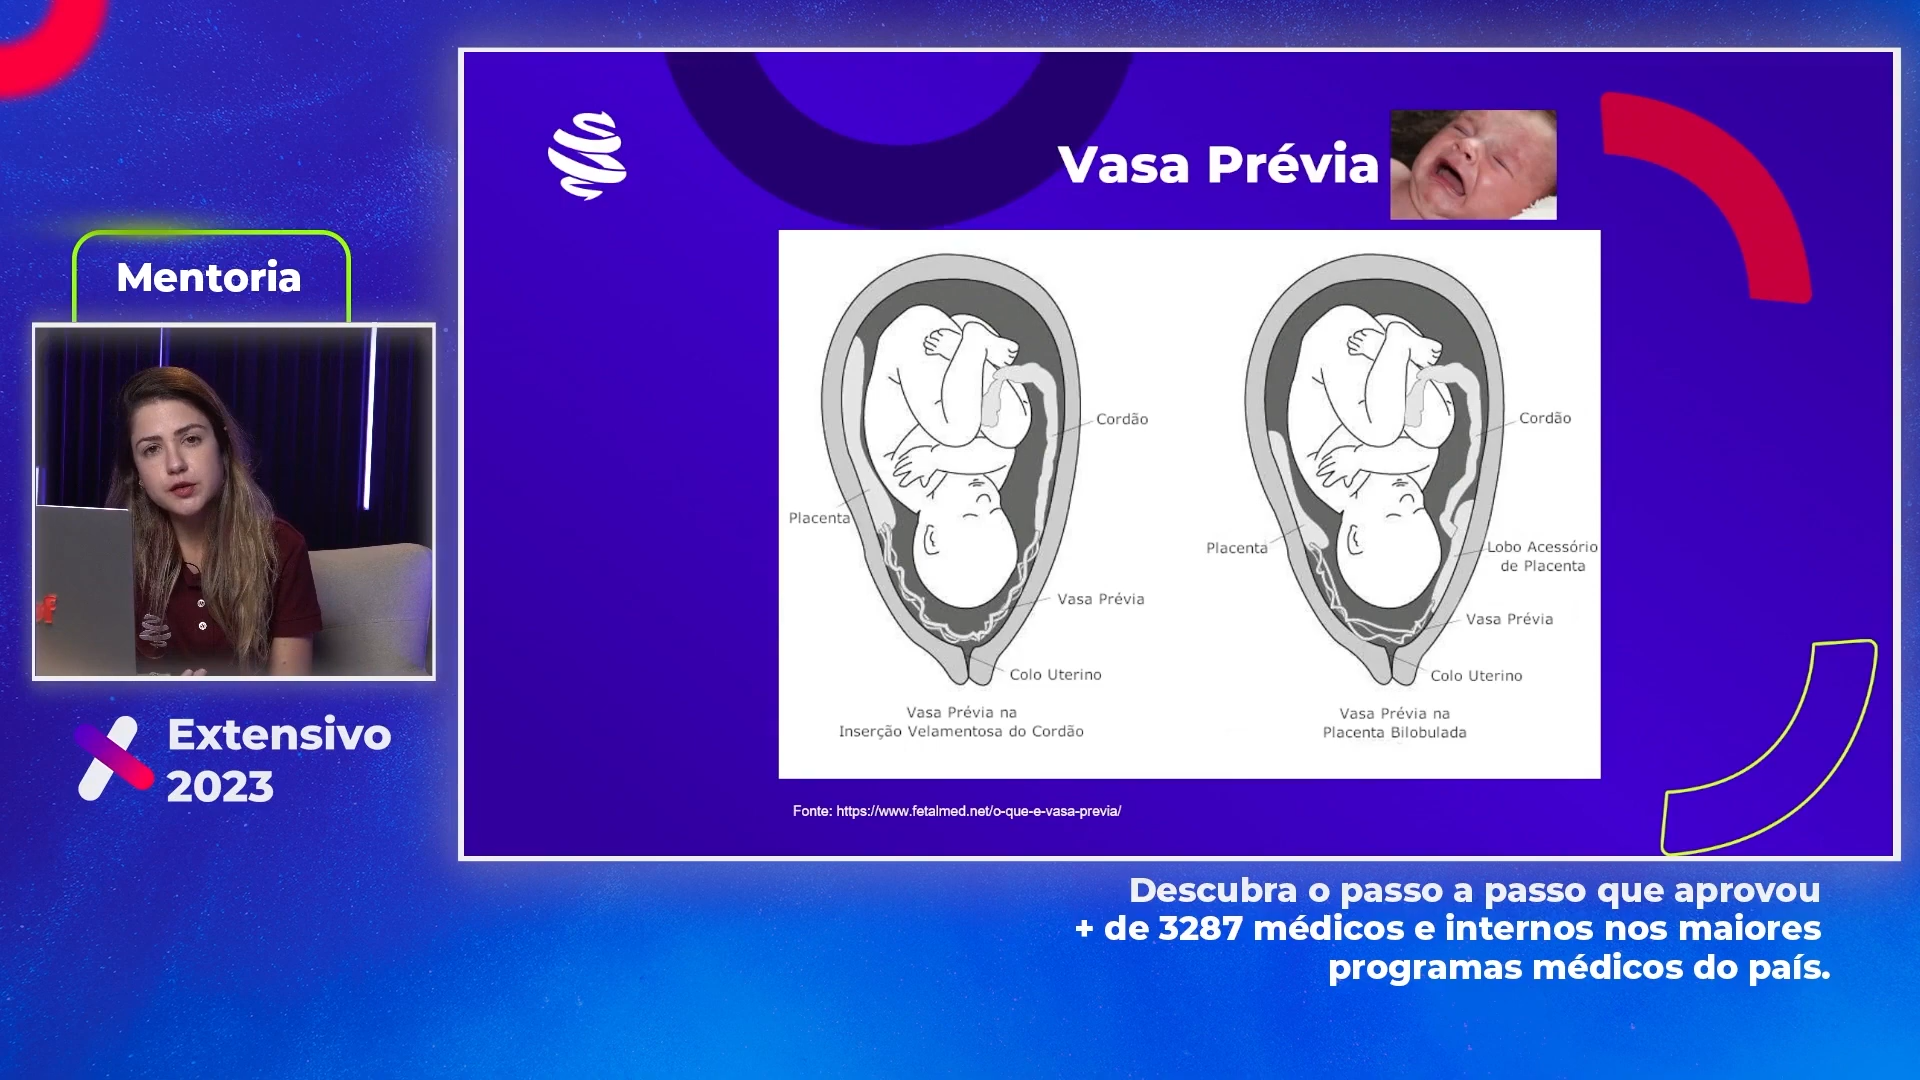 Mentoria
Extensivo
2023
Vasa Prévia
Cordão
Placenta
Vasa Prévia
Colo Uterino
Vasa Prévia na
Inserção Velamentosa do Cordão
Cordão
Placenta
Lobo Acessório
de Placenta
Vasa Prévia
Colo Uterino
Vasa Prévia na
Placenta Bilobulada
Fonte: https://www.fetalmed.net/o-que-e-vasa-previa/
Descubra o passo a passo que aprovou
+ de 3287 médicos e internos nos maiores
programas médicos do país.